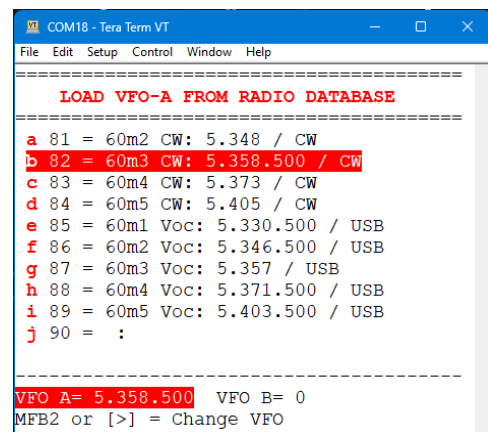 COM18 - Tera Term VT
File Edit Setup Control Window Help
===========================================
LOAD VFO-A FROM RADIO DATABASE
===========================================
a 81 = 60m2 CW: 5.348 / CW
b 82 = 60m3 CW: 5.358.500 / CW
c 83 = 60m4 CW: 5.373 / CW
d 84 = 60m5 CW: 5.405 / CW
e 85 = 60m1 Voc: 5.330.500 / USB
f 86 = 60m2 Voc: 5.346.500 / USB
g 87 = 60m3 Voc: 5.357 / USB
h 88 = 60m4 Voc: 5.371.500 / USB
i 89 = 60m5 Voc: 5.403.500 / USB
j 90 =  :
-------------------------------------------
VFO A= 5.358.500  VFO B= 0
MFB2 or [>] = Change VFO